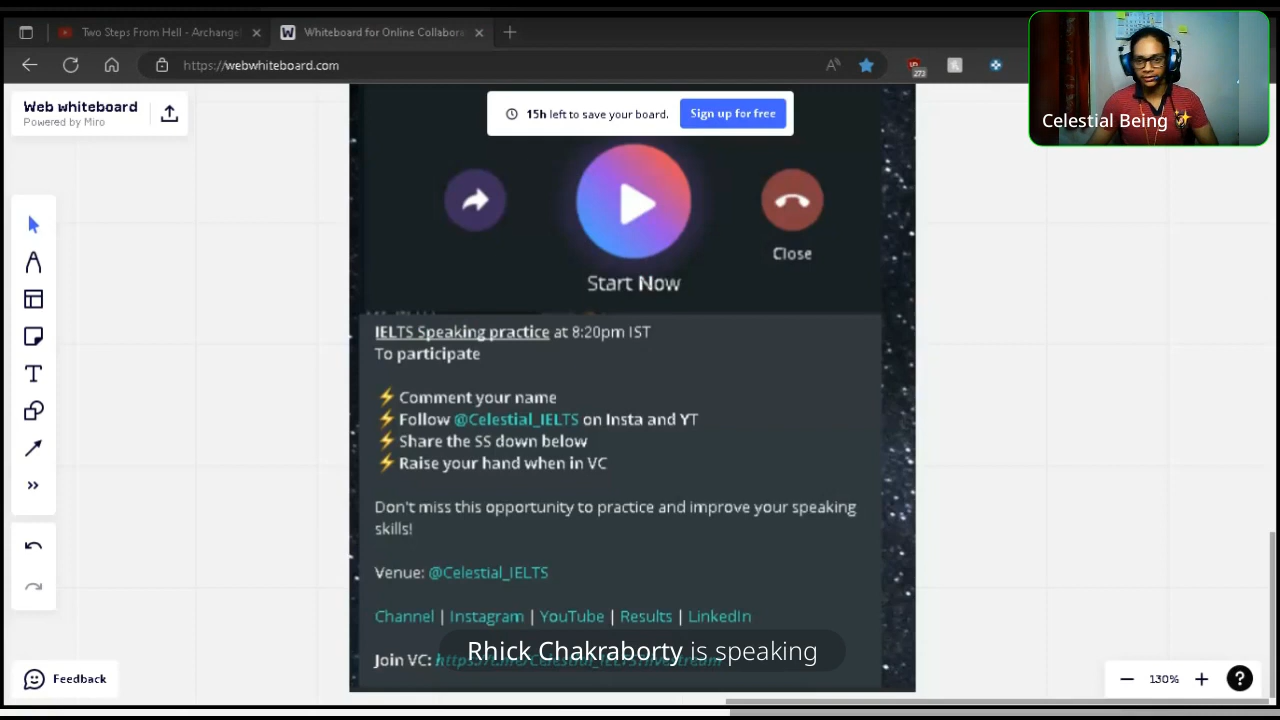 Two Steps From Hell - Archangel
Whiteboard for Online Collabora
https://webwhiteboard.com
273
Celestial Being ✨
Web whiteboard
Powered by Miro
15h left to save your board.
Sign up for free
Close
Start Now
IELTS Speaking practice at 8:20pm IST
To participate
⚡Comment your name
⚡Follow @Celestial_IELTS on Insta and YT
⚡Share the SS down below
⚡Raise your hand when in VC
Don't miss this opportunity to practice and improve your speaking
skills!
Venue: @Celestial_IELTS
Channel | Instagram | YouTube | Results | LinkedIn
Join VC:
Rhick Chakraborty is speaking
Feedback
130%